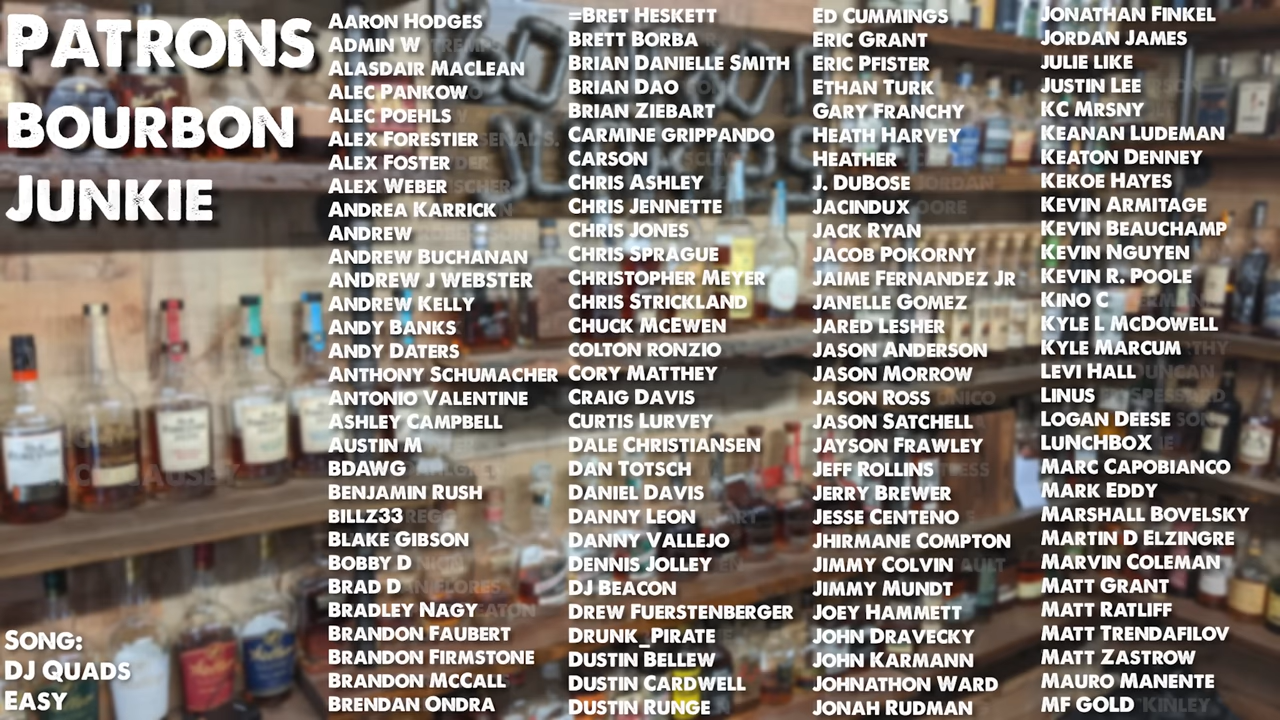 Patrons
Bourbon
Junkie
Aaron Hodges
Admin W
Alasdair MacLean
Alec Pankow
Alec Poehls
Alex Forestier
Alex Foster
Alex Weber
Andrea Karrick
Andrew
Andrew Buchanan
Andrew J Webster
Andrew Kelly
Andy Banks
Andy Daters
Anthony Schumacher
Antonio Valentine
Ashley Campbell
Austin M
BDawg
Benjamin Rush
billz33
Blake Gibson
Bobby D
Brad D
Bradley Nagy
Brandon Faubert
Brandon Firmstone
Brandon McCall
Brendan Ondra
=Bret Heskett
Brett Borba
Brian Danielle Smith
Brian Dao
Brian Ziebart
Carmine Grippando
Carson
Chris Ashley
Chris Jennette
Chris Jones
Chris Sprague
Christopher Meyer
Chris Strickland
Chuck McEwen
Colton Ronzio
Cory Matthey
Craig Davis
Curtis Lurvey
Dale Christiansen
Dan Totsch
Daniel Davis
Danny Leon
Danny Vallejo
Dennis Jolley
DJ Beacon
Drew Fuerstenberger
drunk_pirate
Dustin Bellew
Dustin Cardwell
Dustin Runge
Ed Cummings
Eric Grant
Eric Pfister
Ethan Turk
Gary Franchy
Heath Harvey
Heather
J. DuBose
Jacindux
Jack Ryan
Jacob Pokorny
Jaime Fernandez Jr
Janelle Gomez
Jared Lesher
Jason Anderson
Jason Morrow
Jason Ross
Jason Satchell
Jayson Frawley
Jeff Rollins
Jerry Brewer
Jesse Centeno
Jhirmane Compton
Jimmy Colvin
Jimmy Mundt
Joey Hammett
John Dravecky
John Karmann
Johnathon Ward
Jonah Rudman
Jonathan Finkel
Jordan James
Julie Like
Justin Lee
KC Mrsny
Keanan Ludeman
Keaton Denney
Kekoe Hayes
Kevin Armitage
Kevin Beauchamp
Kevin Nguyen
Kevin R. Poole
Kino C
Kyle L McDowell
Kyle Marcum
Levi Hall
Linus
Logan Deese
LuNCHBoX
Marc Capobianco
Mark Eddy
Marshall Bovelsky
Martin D Elzingre
Marvin Coleman
Matt Grant
Matt Ratliff
Matt Trendafilov
Matt Zastrow
Mauro Manente
MF Gold
Song:
DJ Quads
Easy